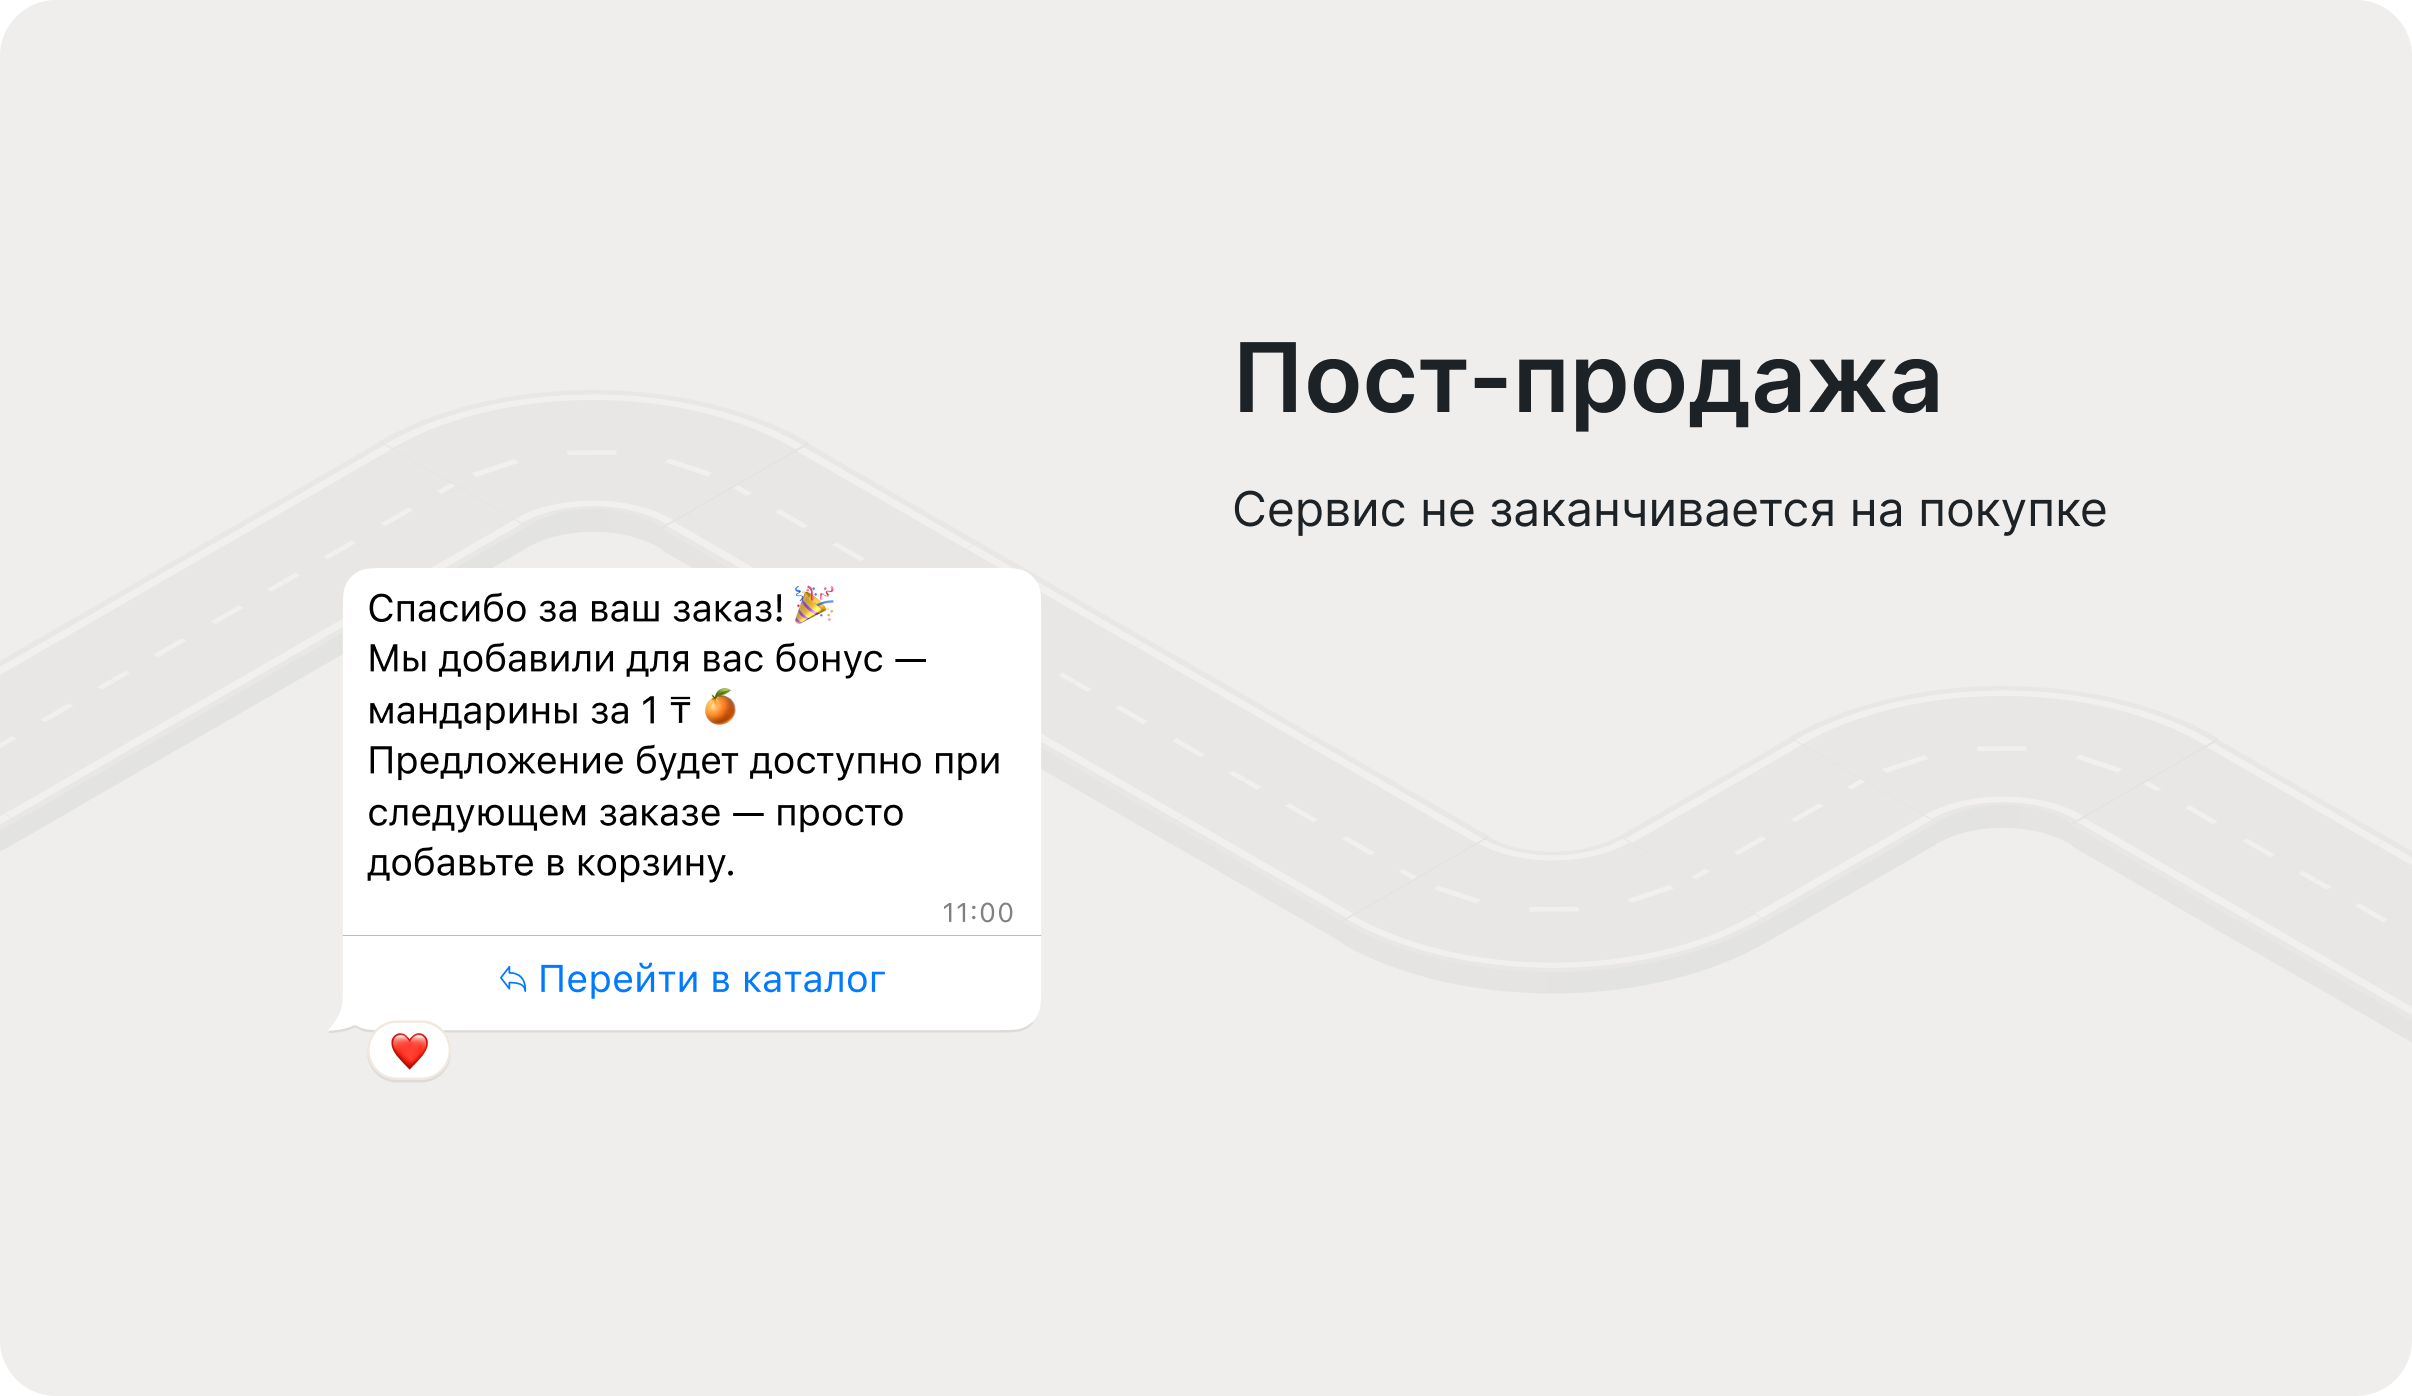 Пост-продажа
Сервис не заканчивается на покупке
Спасибо за ваш заказ! 🎉
Мы добавили для вас бонус —
мандарины за 1 ₸ 🍊
Предложение будет доступно при
следующем заказе — просто
добавьте в корзину.
11:00
Перейти в каталог
❤️